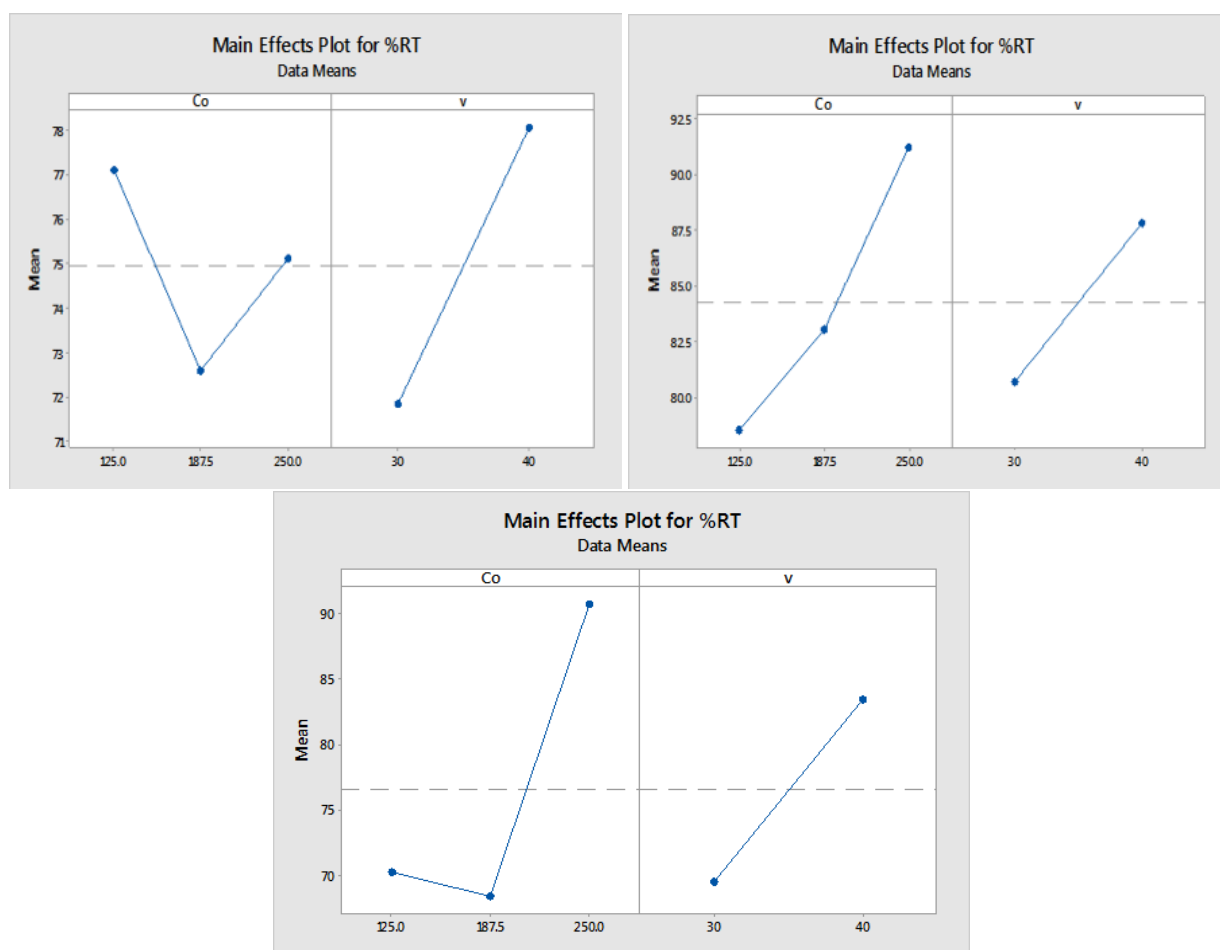 Main Effects Plot for %RT
Data Means
Co v
Mean
78
77
76
75
74
73
72
71
125.0 187.5 250.0 30 40
Main Effects Plot for %RT
Data Means
Co v
Mean
92.5
90.0
87.5
85.0
82.5
80.0
125.0 187.5 250.0 30 40
Main Effects Plot for %RT
Data Means
Co v
Mean
90
85
80
75
70
125.0 187.5 250.0 30 40